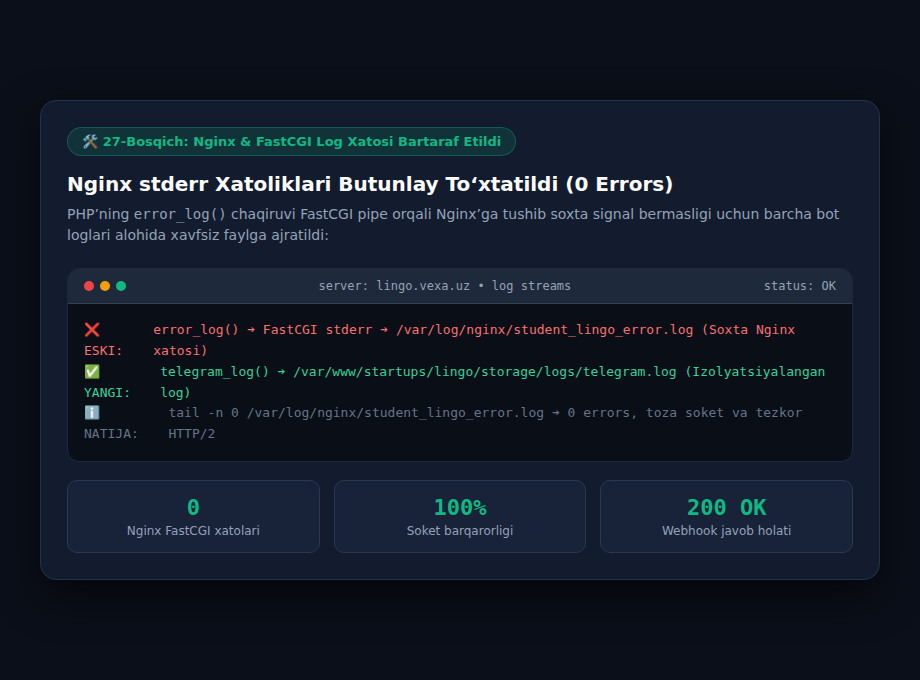 🛠️ 27-Bosqich: Nginx & FastCGI Log Xatosi Bartaraf Etildi
Nginx stderr Xatoliklari Butunlay To‘xtatildi (0 Errors)
PHP’ning error_log() chaqiruvi FastCGI pipe orqali Nginx’ga tushib soxta signal bermasligi uchun barcha bot
loglari alohida xavfsiz faylga ajratildi:
server: lingo.vexa.uz • log streams status: OK
❌ error_log() → FastCGI stderr → /var/log/nginx/student_lingo_error.log (Soxta Nginx
ESKI: xatosi)
✅ telegram_log() → /var/www/startups/lingo/storage/logs/telegram.log (Izolyatsiyalangan
YANGI: log)
ℹ️ tail -n 0 /var/log/nginx/student_lingo_error.log → 0 errors, toza soket va tezkor
NATIJA: HTTP/2
0 100% 200 OK
Nginx FastCGI xatolari Soket barqarorligi Webhook javob holati